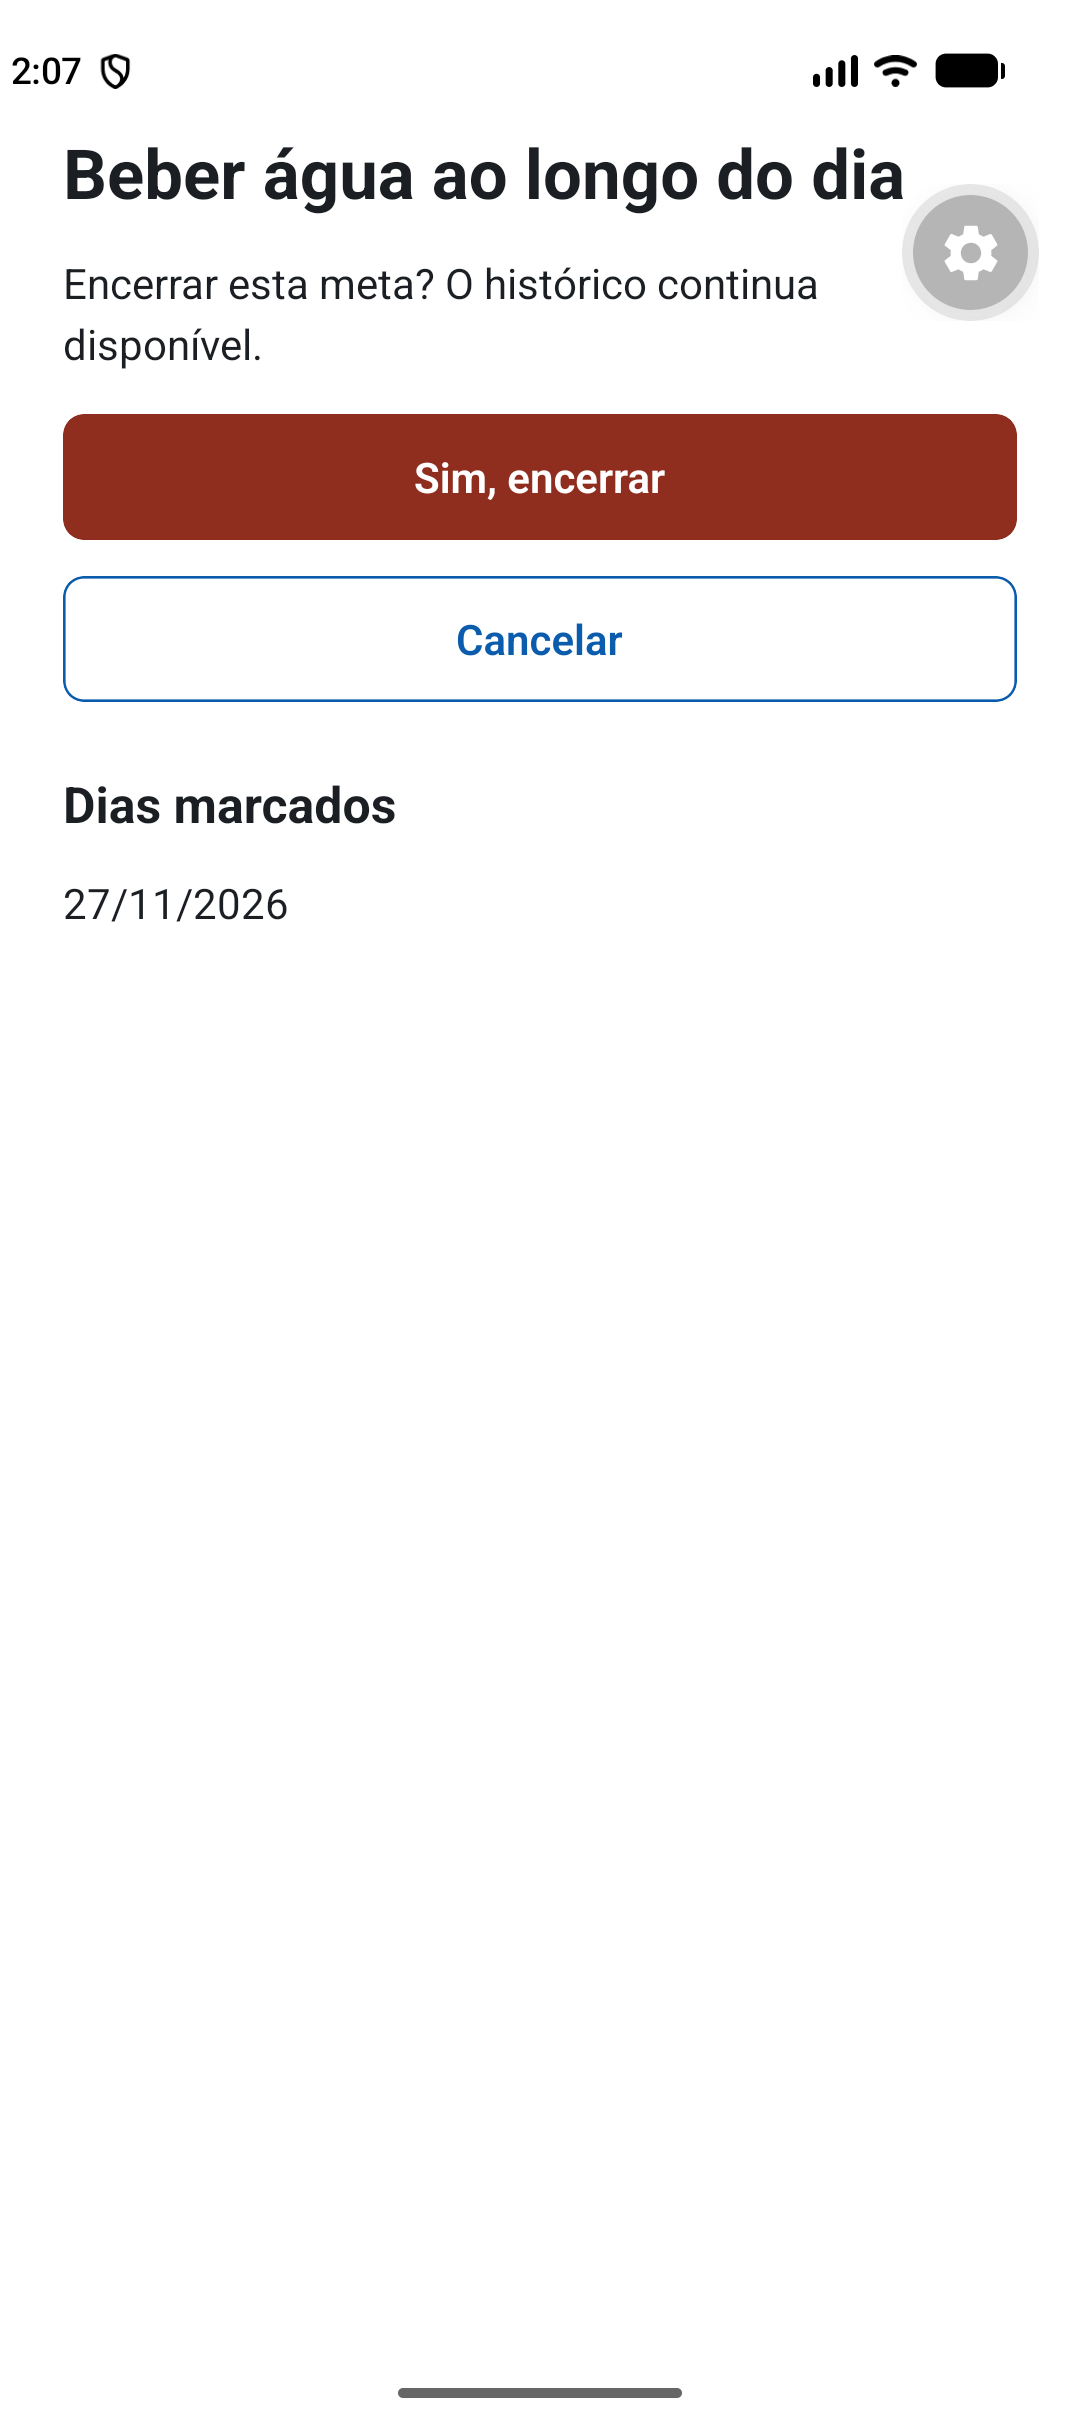 2:07
Beber água ao longo do dia
Encerrar esta meta? O histórico continua
disponível.
Sim, encerrar
Cancelar
Dias marcados
27/11/2026